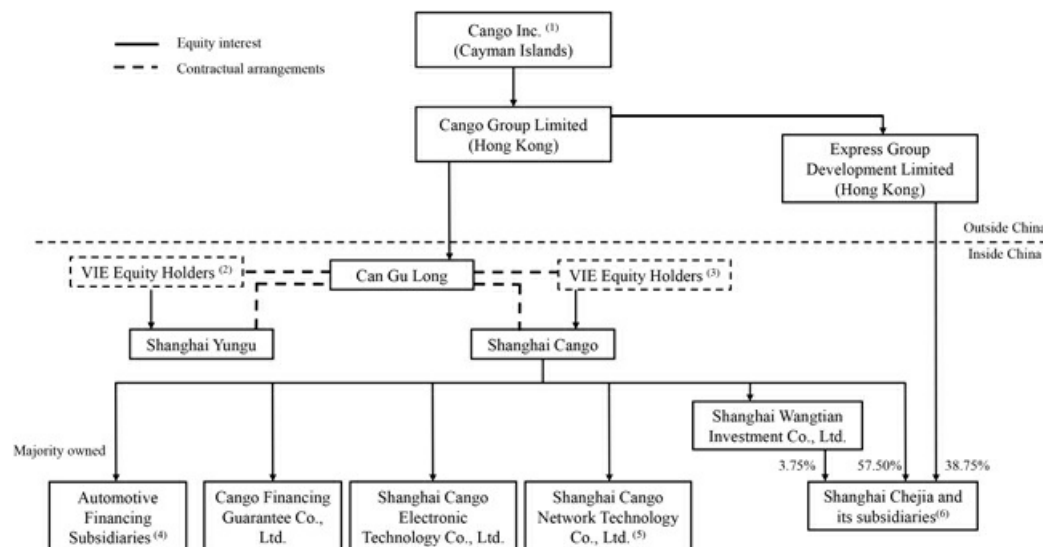 Cango Inc. (1)
(Cayman Islands)
Equity interest
Contractual arrangements
Cango Group Limited
(Hong Kong)
Express Group
Development Limited
(Hong Kong)
Outside China
Inside China
VIE Equity Holders (2)
Can Gu Long
VIE Equity Holders (3)
Shanghai Yungu
Shanghai Cango
Shanghai Wangtian
Investment Co., Ltd.
Majority owned
3.75%
57.50%
38.75%
Automotive
Financing
Subsidiaries (4)
Cango Financing
Guarantee Co.,
Ltd.
Shanghai Cango
Electronic
Technology Co., Ltd.
Shanghai Cango
Network Technology
Co., Ltd. (5)
Shanghai Chejia and
its subsidiaries(6)